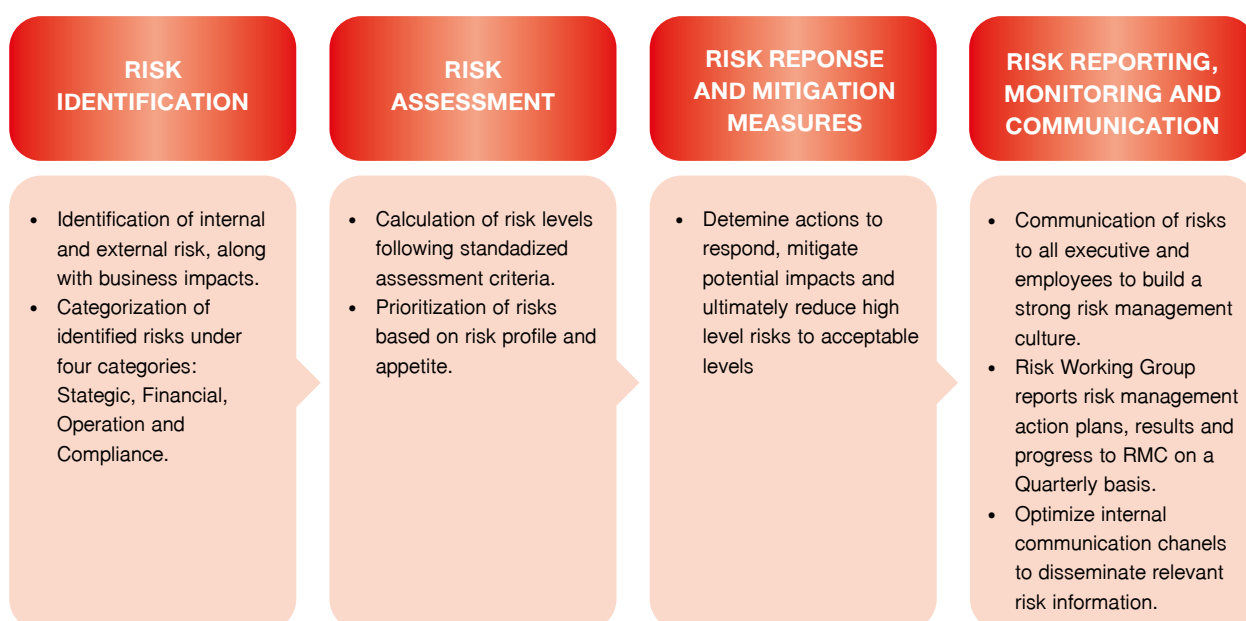 RISK
IDENTIFICATION
• Identification of internal
and external risk, along
with business impacts.
• Categorization of
identified risks under
four categories:
Stategic, Financial,
Operation and
Compliance.
RISK
ASSESSMENT
• Calculation of risk levels
following standadized
assessment criteria.
• Prioritization of risks
based on risk profile and
appetite.
RISK REPONSE
AND MITIGATION
MEASURES
• Detemine actions to
respond, mitigate
potential impacts and
ultimately reduce high
level risks to acceptable
levels
RISK REPORTING,
MONITORING AND
COMMUNICATION
• Communication of risks
to all executive and
employees to build a
strong risk management
culture.
• Risk Working Group
reports risk management
action plans, results and
progress to RMC on a
Quarterly basis.
• Optimize internal
communication chanels
to disseminate relevant
risk information.